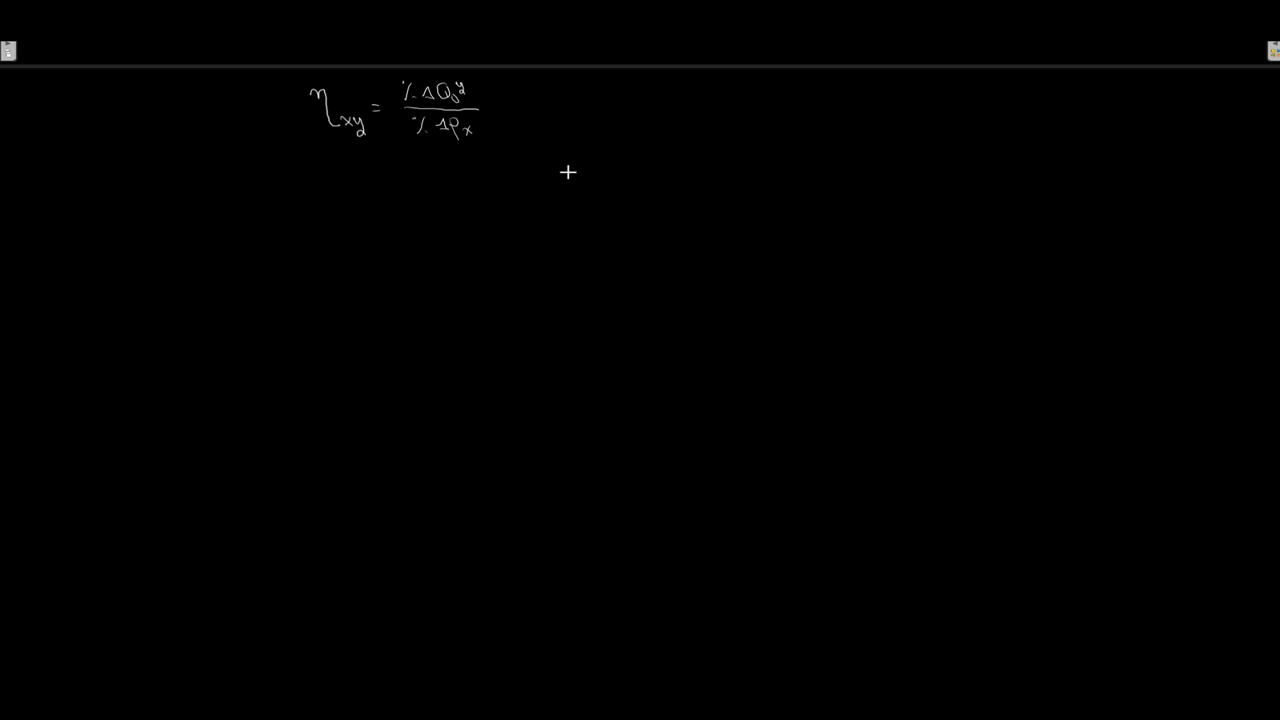 η_xy = % ΔQ_D^y / % ΔP_x